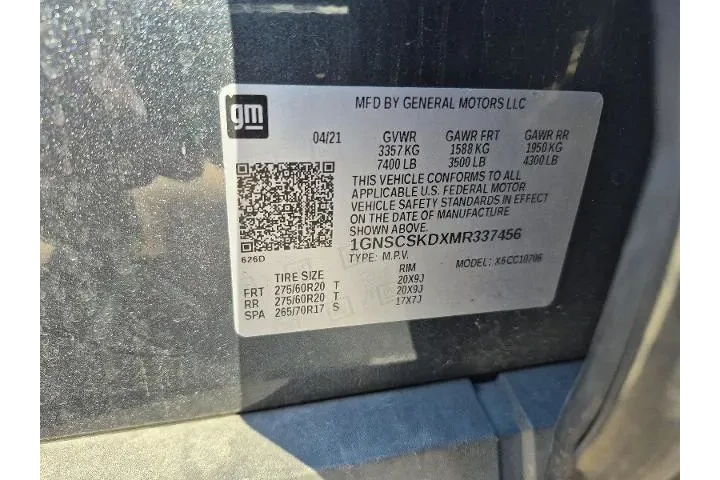 gm
MFD BY GENERAL MOTORS LLC
04/21 GVWR GAWR FRT GAWR RR
3357 KG 1588 KG 1950 KG
7400 LB 3500 LB 4300 LB
THIS VEHICLE CONFORMS TO ALL
APPLICABLE U.S. FEDERAL MOTOR
VEHICLE SAFETY STANDARDS IN EFFECT
ON THE DATE OF MANUFACTURE
SHOWN ABOVE.
1GNSCSKDXMR337456
626D
TYPE: M.P.V. MODEL: X6CC10706
TIRE SIZE RIM
FRT 275/60R20 T 20X9J
RR 275/60R20 T 20X9J
SPA 265/70R17 S 17X7J